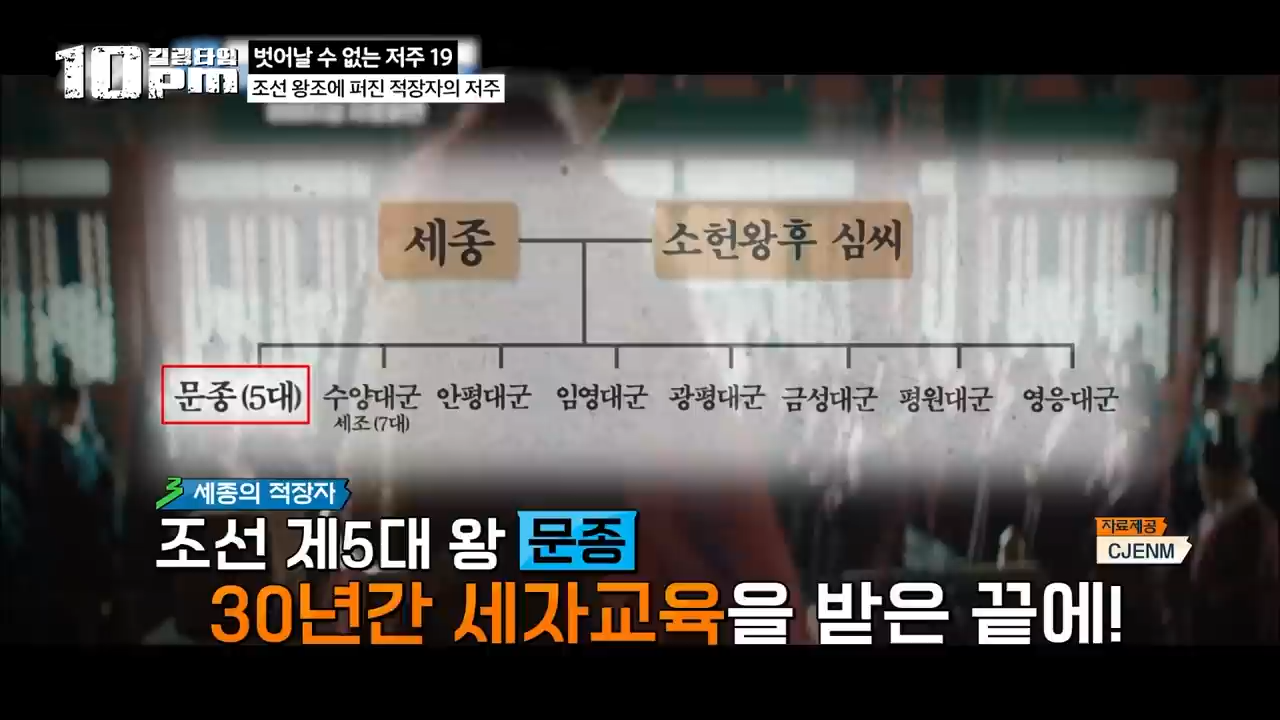 10pm 킬링타임
벗어날 수 없는 저주 19
조선 왕조에 퍼진 적장자의 저주
세종
소헌왕후 심씨
문종 (5대)
수양대군
세조 (7대)
안평대군
임영대군
광평대군
금성대군
평원대군
영응대군
3 세종의 적장자
조선 제5대 왕 문종
30년간 세자교육을 받은 끝에!
자료제공
CJENM